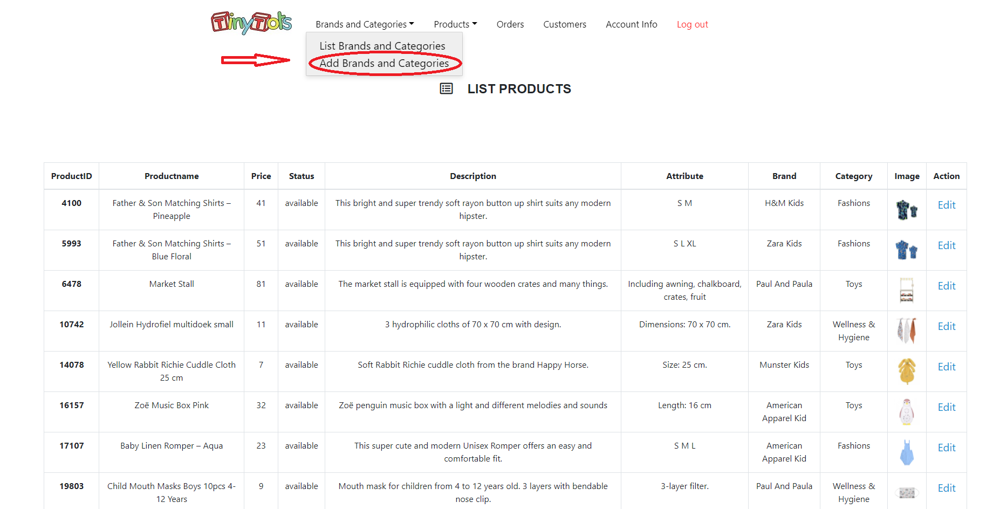 TinyTots Brands and Categories Products Orders Customers Account Info Log out
List Brands and Categories
Add Brands and Categories
LIST PRODUCTS
ProductID Productname Price Status Description Attribute Brand Category Image Action
4100 Father & Son Matching Shirts – 41 available This bright and super trendy soft rayon button up shirt suits any modern S M H&M Kids Fashions Edit
Pineapple hipster.
5993 Father & Son Matching Shirts – 51 available This bright and super trendy soft rayon button up shirt suits any modern S L XL Zara Kids Fashions Edit
Blue Floral hipster.
6478 Market Stall 81 available The market stall is equipped with four wooden crates and many things. Including awning, chalkboard, Paul And Paula Toys Edit
crates, fruit
10742 Jollein Hydrofiel multidoek small 11 available 3 hydrophilic cloths of 70 x 70 cm with design. Dimensions: 70 x 70 cm. Zara Kids Wellness & Edit
Hygiene
14078 Yellow Rabbit Richie Cuddle Cloth 7 available Soft Rabbit Richie cuddle cloth from the brand Happy Horse. Size: 25 cm. Munster Kids Toys Edit
25 cm
16157 Zoë Music Box Pink 32 available Zoë penguin music box with a light and different melodies and sounds Length: 16 cm American Toys Edit
Apparel Kid
17107 Baby Linen Romper – Aqua 23 available This super cute and modern Unisex Romper offers an easy and S M L American Fashions Edit
comfortable fit. Apparel Kid
19803 Child Mouth Masks Boys 10pcs 4- 9 available Mouth mask for children from 4 to 12 years old. 3 layers with bendable 3-layer filter. Paul And Paula Wellness & Edit
12 Years nose clip. Hygiene